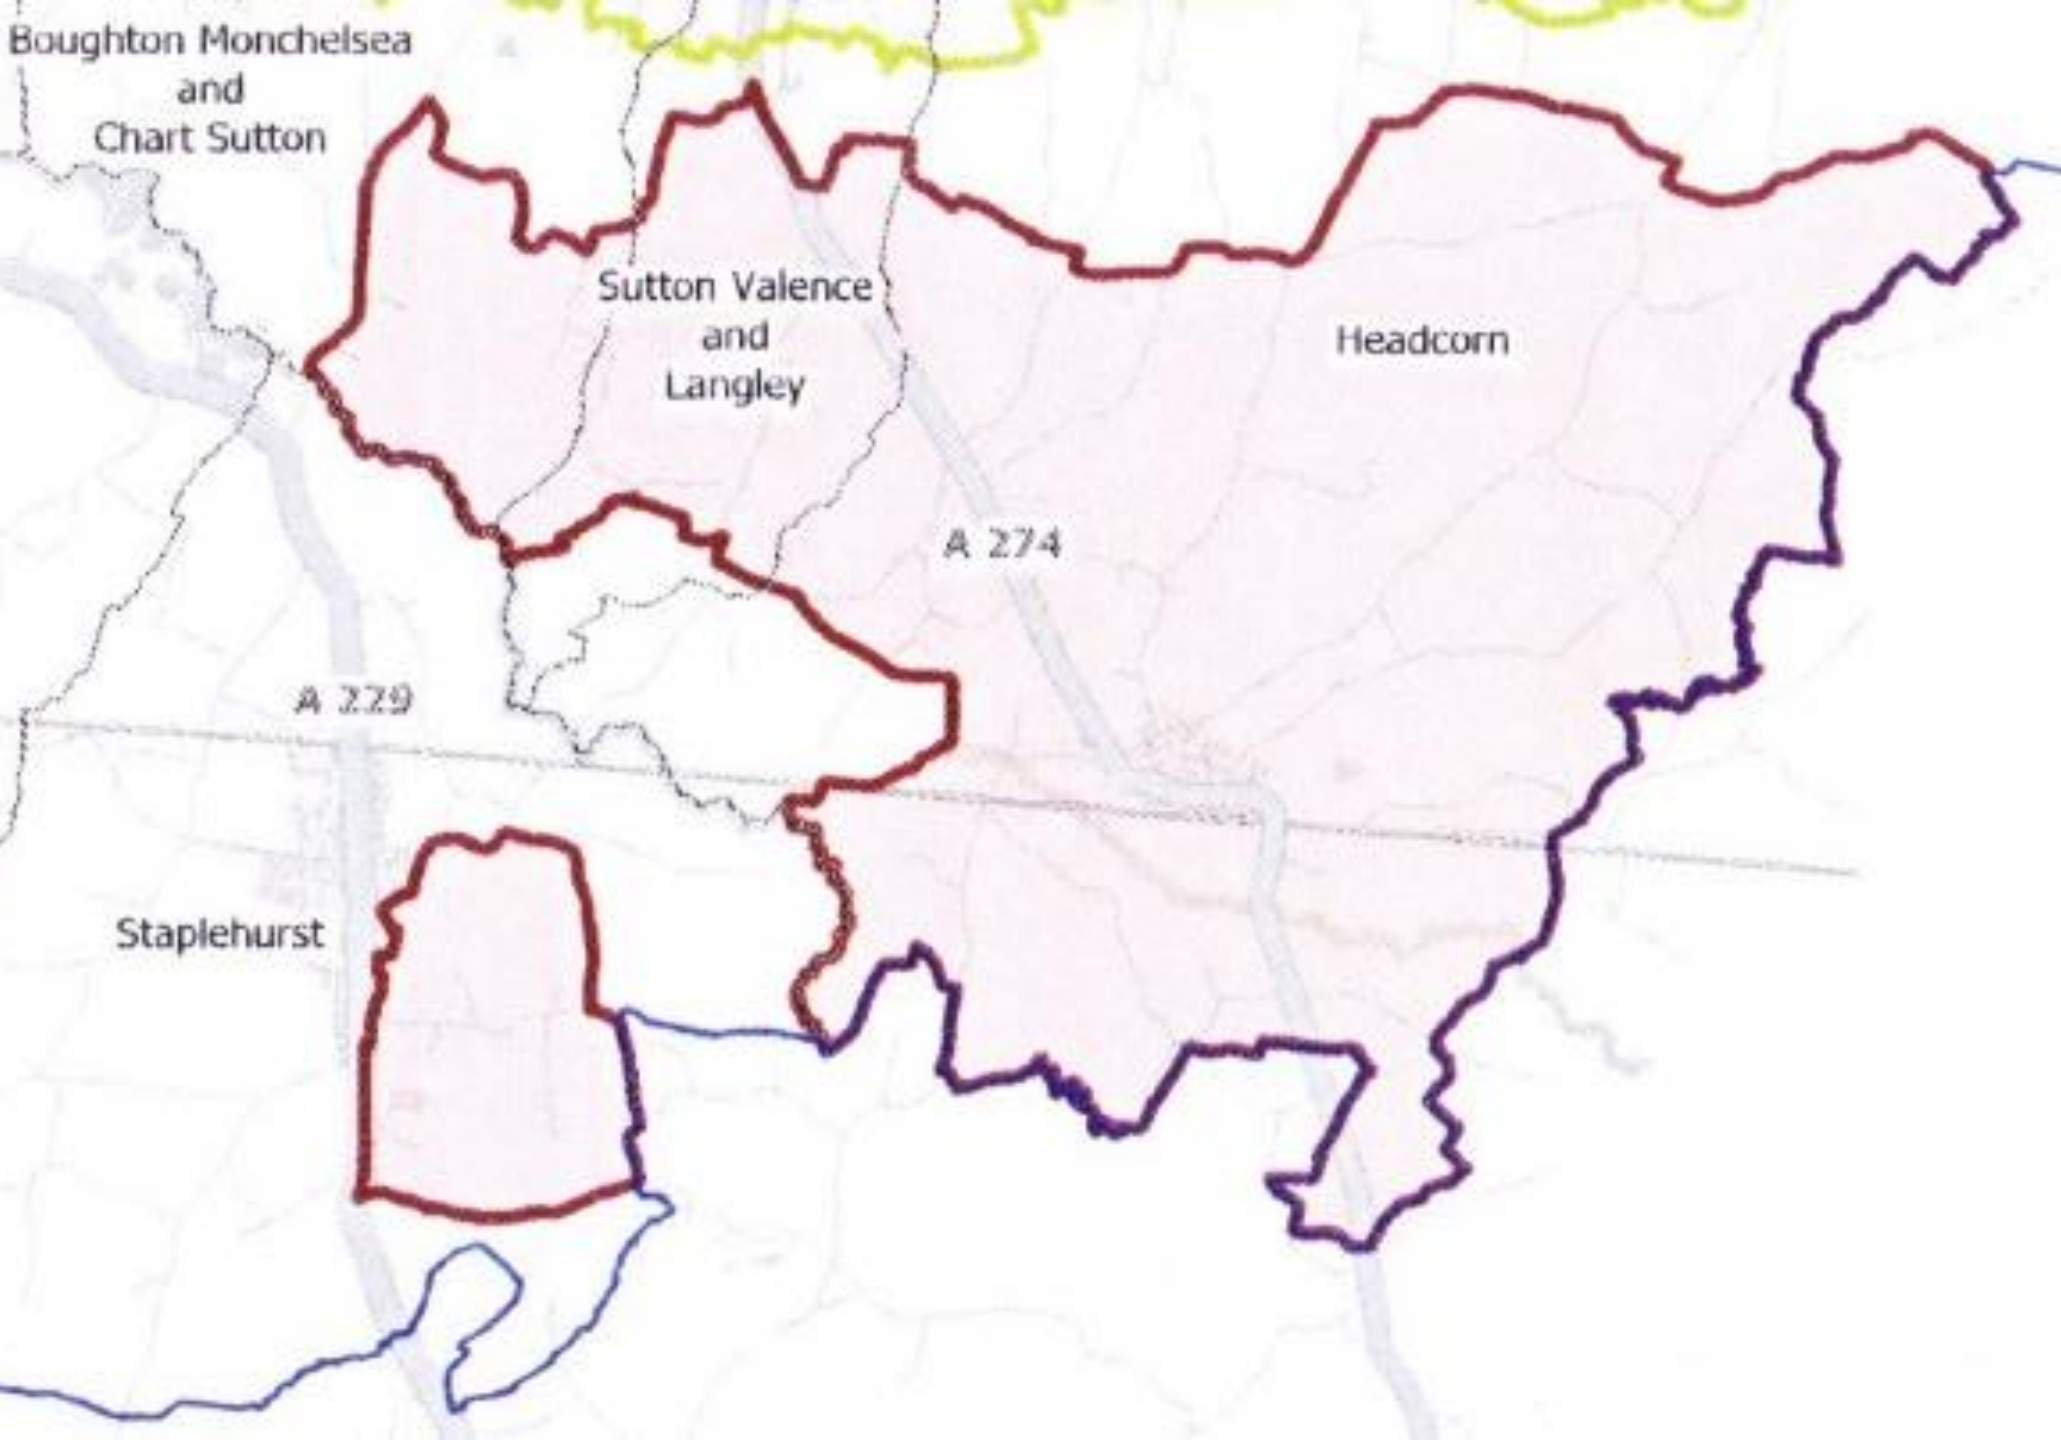 Boughton Monchelsea
and
Chart Sutton
Sutton Valence
and
Langley
Headcorn
A 274
A 229
Staplehurst